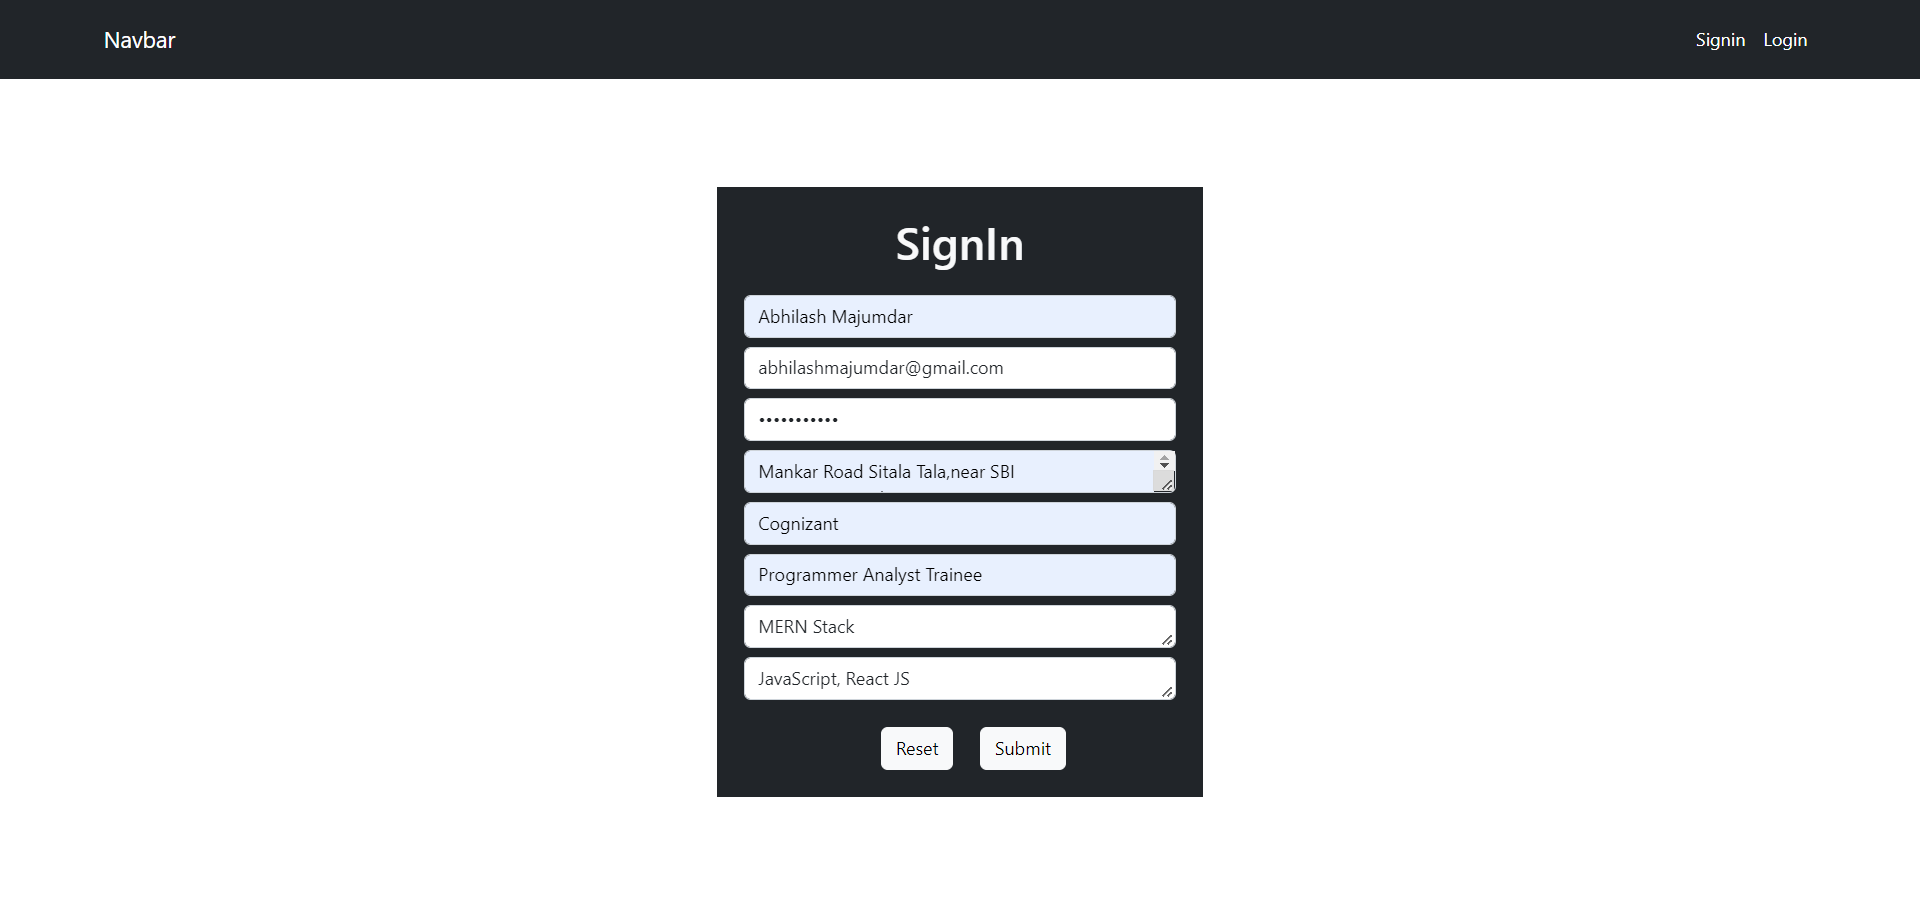 Navbar
Signin Login
SignIn
Abhilash Majumdar
abhilashmajumdar@gmail.com
•••••••••••
Mankar Road Sitala Tala,near SBI
Cognizant
Programmer Analyst Trainee
MERN Stack
JavaScript, React JS
Reset Submit